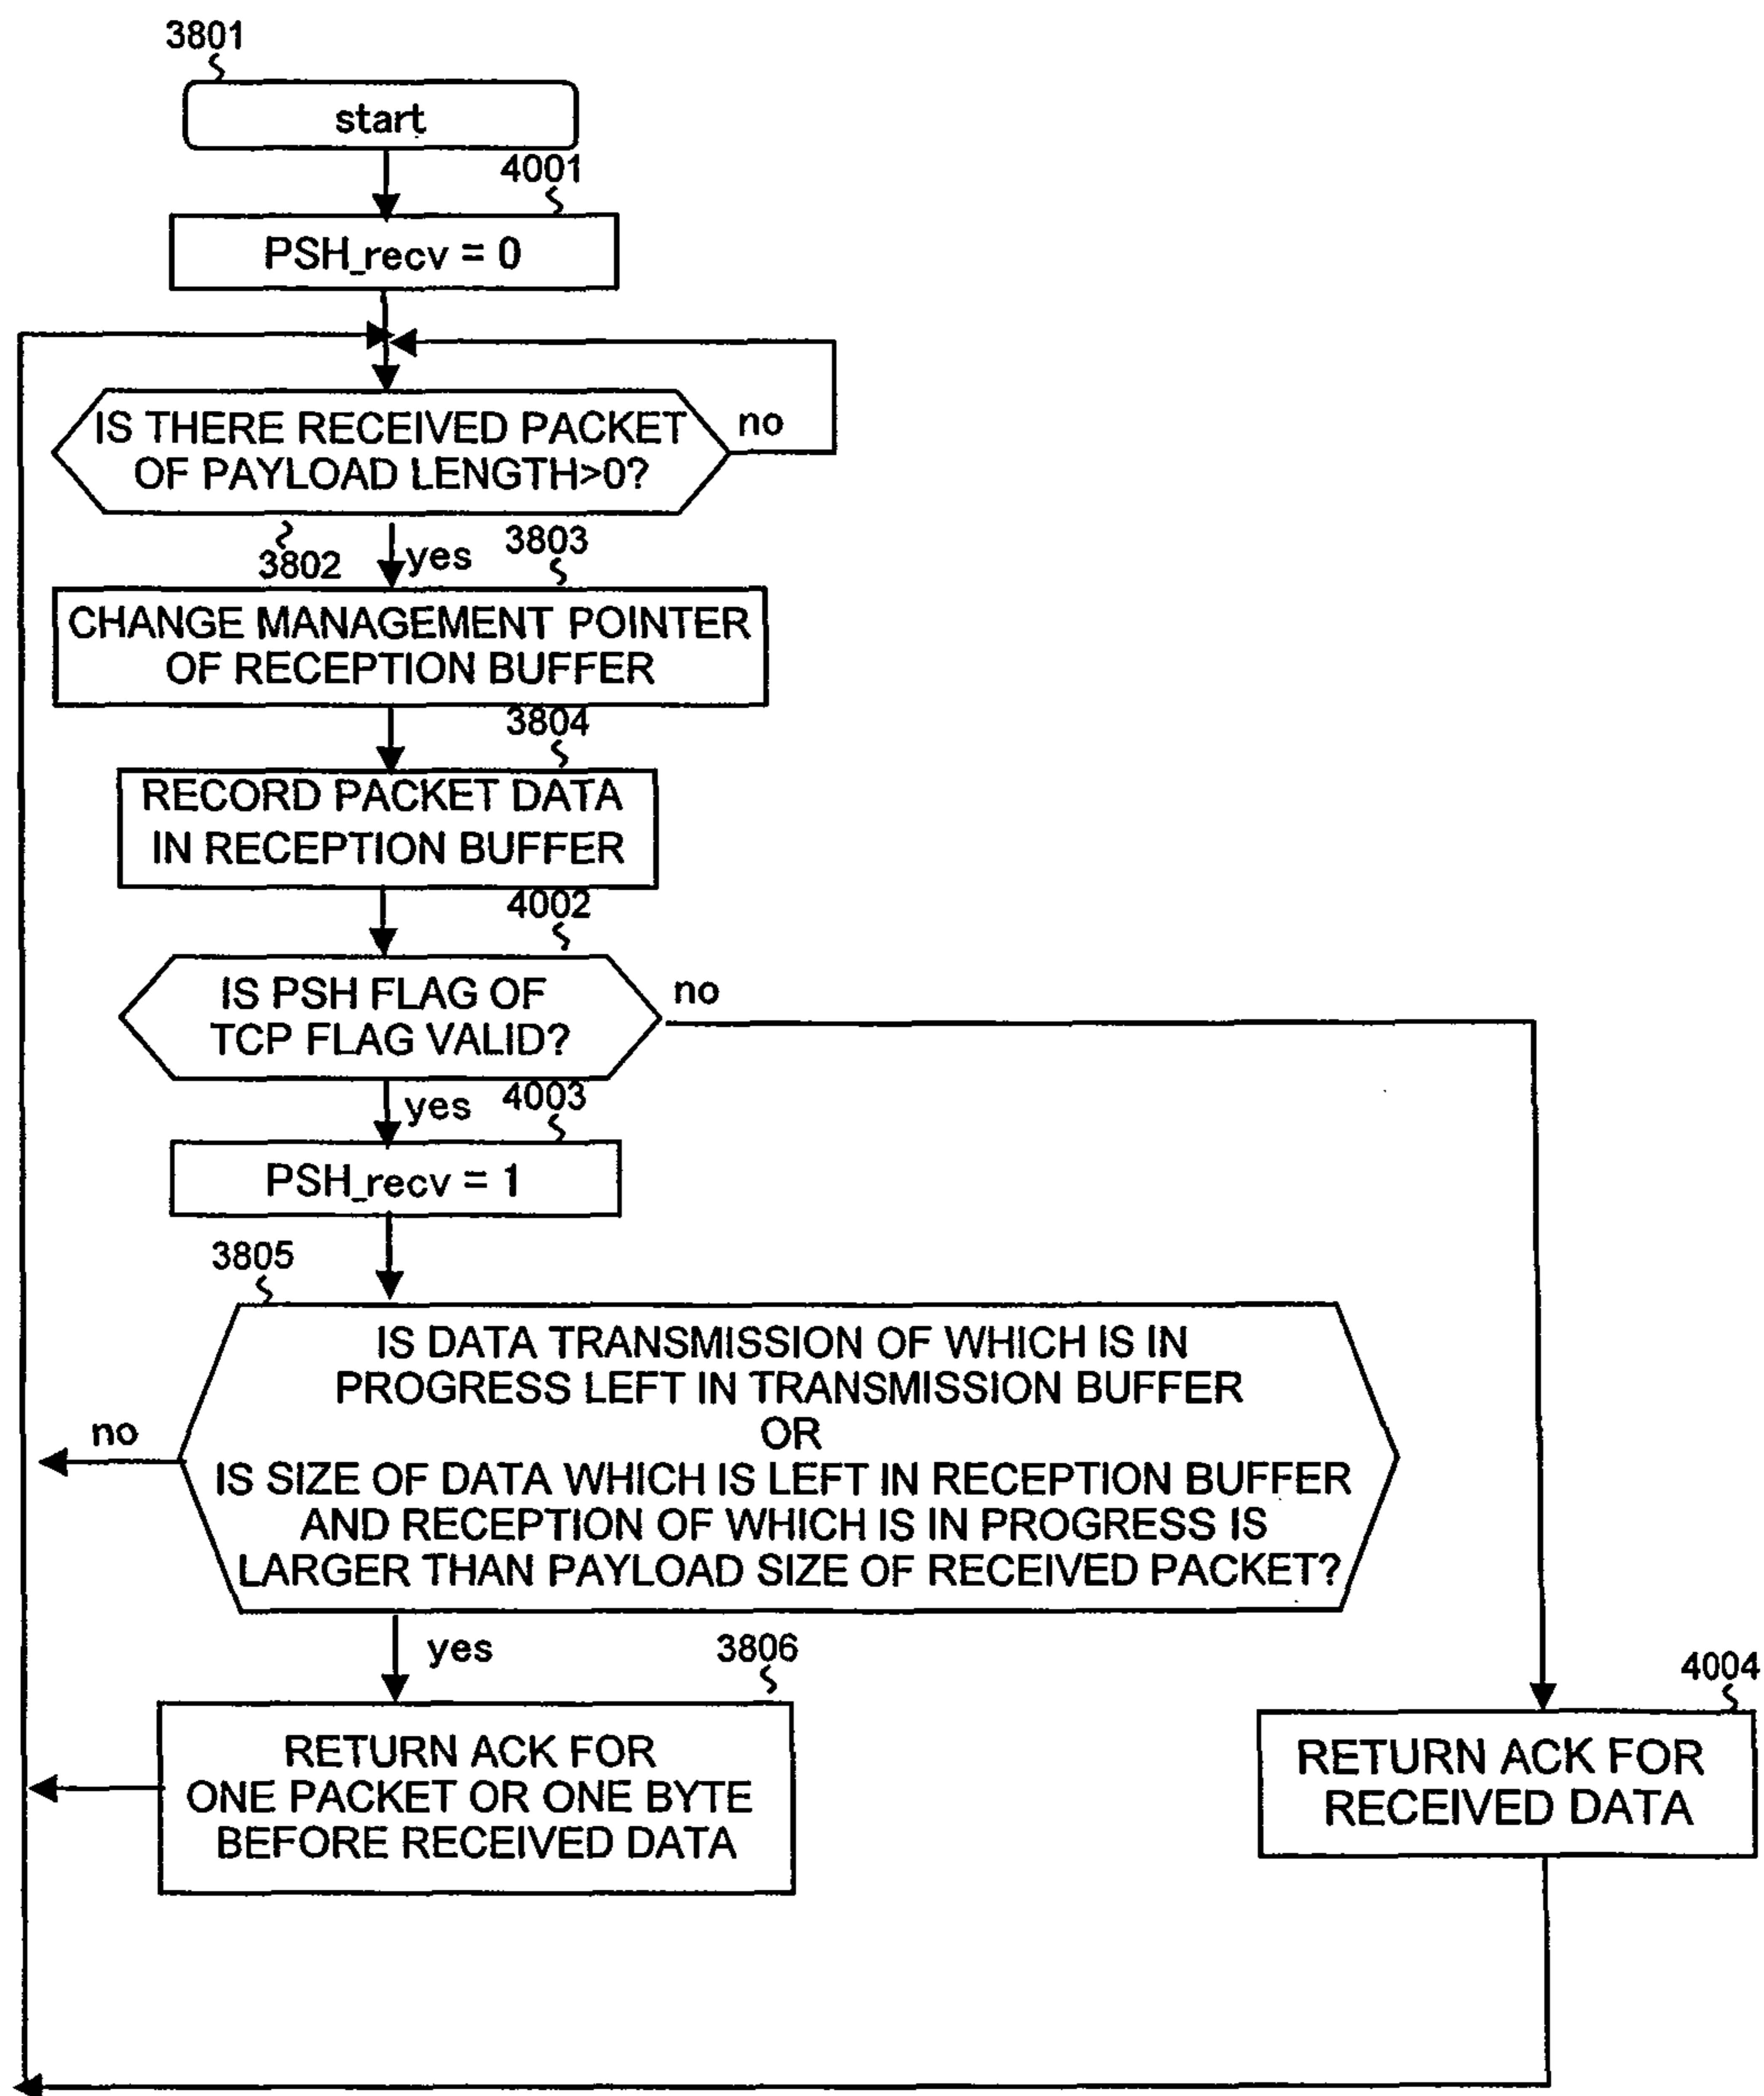 3801
start
4001
PSH_recv = 0
IS THERE RECEIVED PACKET
OF PAYLOAD LENGTH>0?
no
3802
yes
3803
CHANGE MANAGEMENT POINTER
OF RECEPTION BUFFER
3804
RECORD PACKET DATA
IN RECEPTION BUFFER
4002
IS PSH FLAG OF
TCP FLAG VALID?
no
yes
4003
PSH_recv = 1
3805
IS DATA TRANSMISSION OF WHICH IS IN
PROGRESS LEFT IN TRANSMISSION BUFFER
OR
IS SIZE OF DATA WHICH IS LEFT IN RECEPTION BUFFER
AND RECEPTION OF WHICH IS IN PROGRESS IS
LARGER THAN PAYLOAD SIZE OF RECEIVED PACKET?
no
yes
3806
RETURN ACK FOR
ONE PACKET OR ONE BYTE
BEFORE RECEIVED DATA
4004
RETURN ACK FOR
RECEIVED DATA